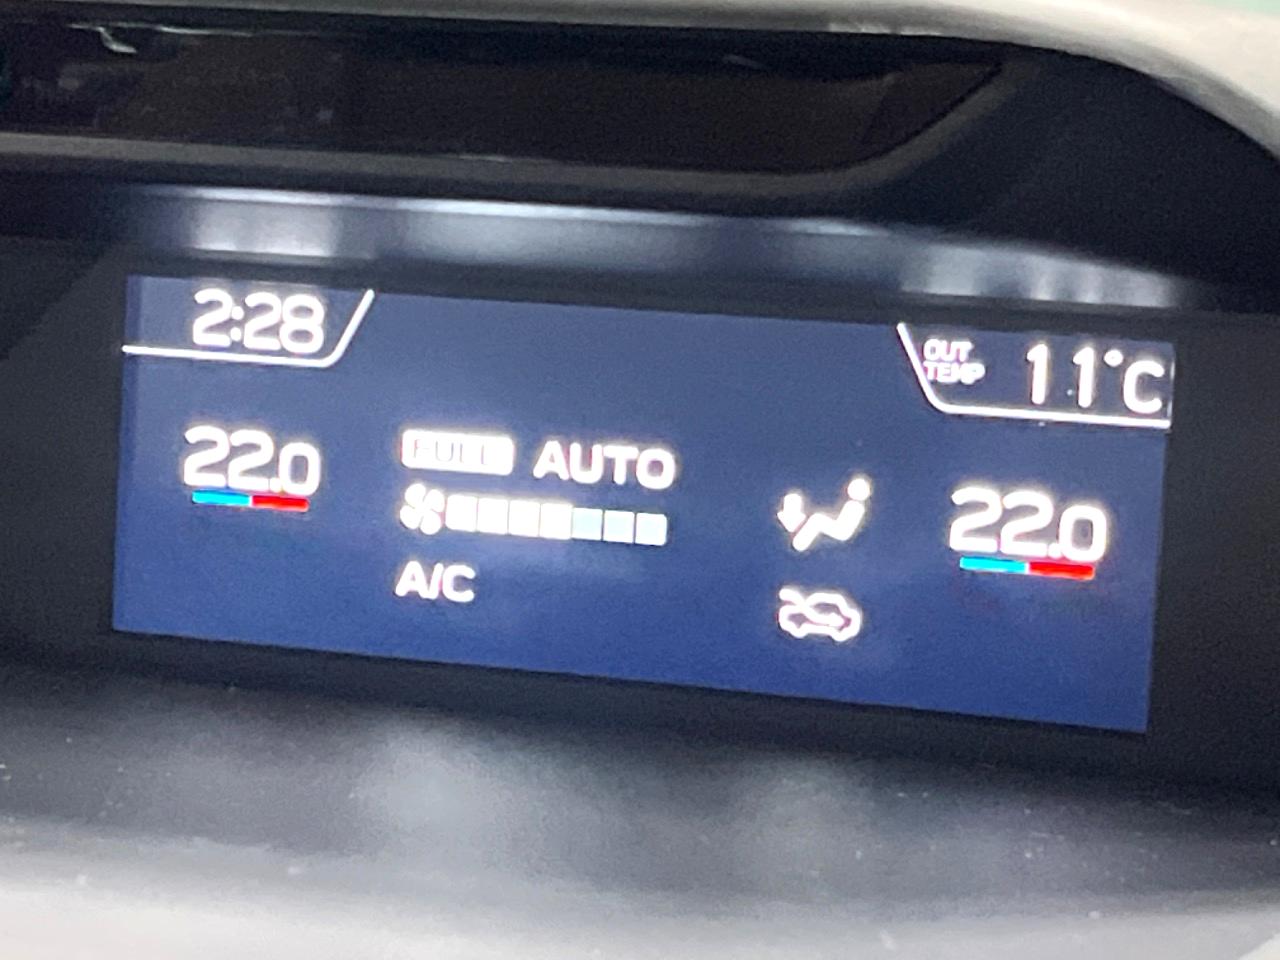 2:28
OUT
TEMP
11°C
22.0
FULL AUTO
22.0
A/C